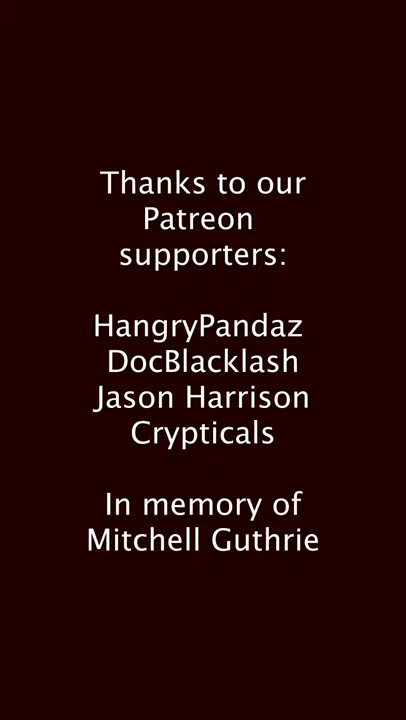 Thanks to our
Patreon
supporters:
HangryPandaz
DocBlacklash
Jason Harrison
Crypticals
In memory of
Mitchell Guthrie